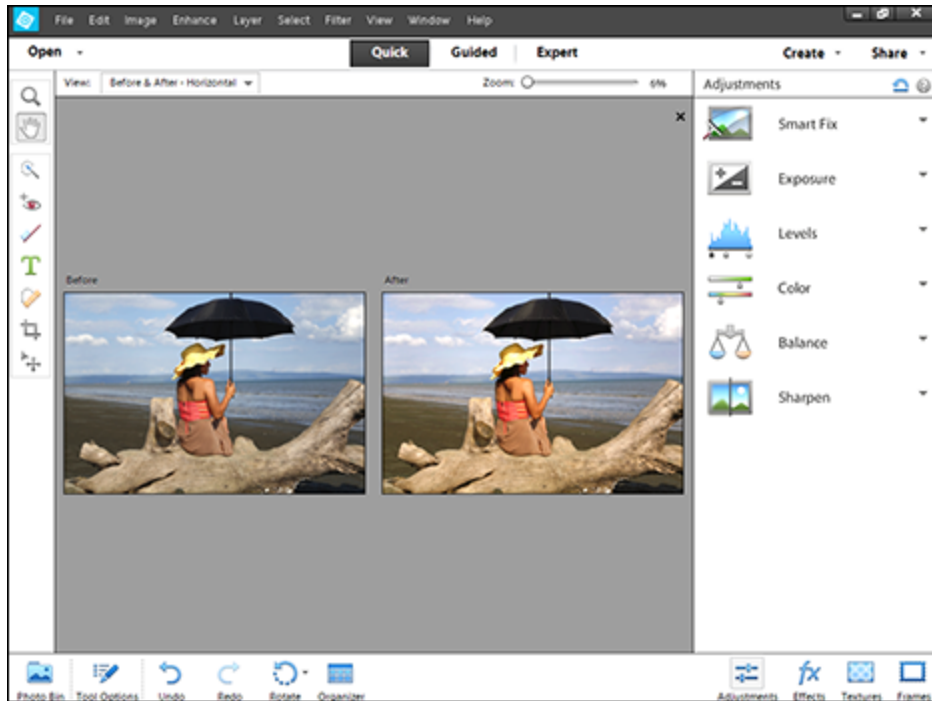 File Edit Image Enhance Layer Select Filter View Window Help
Open Quick Guided Expert Create Share
View: Before & After - Horizontal Zoom: 6%
Adjustments
Smart Fix
Exposure
Levels
T
Color
Before After
Balance
Sharpen
Photo Bin Tool Options Undo Redo Rotate Organizer fx Adjustments Effects Textures Frames